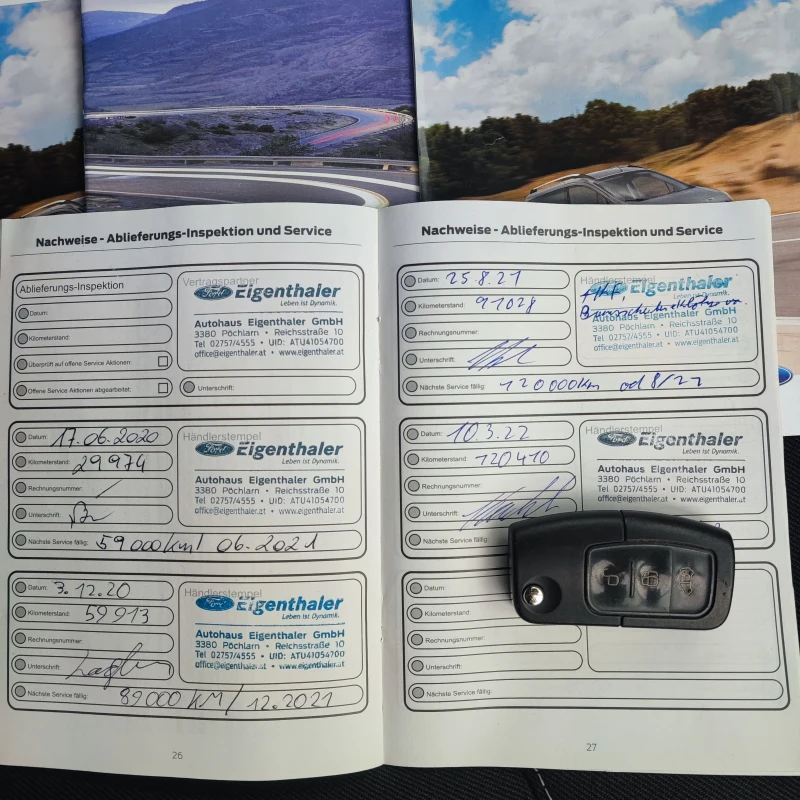 Nachweise - Ablieferungs-Inspektion und Service
Ablieferungs-Inspektion
Datum:
Kilometerstand:
Überprüft auf offene Service Aktionen:
Offene Service Aktionen abgearbeitet:
Vertragspartner
Ford Eigenthaler
Leben ist Dynamik.
Autohaus Eigenthaler GmbH
3380 Pöchlarn • Reichsstraße 10
Tel 02757/4555 • UID: ATU41054700
office@eigenthaler.at • www.eigenthaler.at
Unterschrift:
Datum: 17.06.2020
Kilometerstand: 29974
Rechnungsnummer: /
Unterschrift:
Händlerstempel
Ford Eigenthaler
Leben ist Dynamik.
Autohaus Eigenthaler GmbH
3380 Pöchlarn • Reichsstraße 10
Tel 02757/4555 • UID: ATU41054700
office@eigenthaler.at • www.eigenthaler.at
Nächste Service fällig: 59000km/ 06.2021
Datum: 3.12.20
Kilometerstand: 59913
Rechnungsnummer:
Unterschrift:
Händlerstempel
Ford Eigenthaler
Leben ist Dynamik.
Autohaus Eigenthaler GmbH
3380 Pöchlarn • Reichsstraße 10
Tel 02757/4555 • UID: ATU41054700
office@eigenthaler.at • www.eigenthaler.at
Nächste Service fällig: 89000 KM/12.2021
26
Nachweise - Ablieferungs-Inspektion und Service
Datum: 25.8.21
Kilometerstand: 91028
Rechnungsnummer:
Unterschrift:
Händlerstempel
Ford Eigenthaler
Leben ist Dynamik.
Autohaus Eigenthaler GmbH
3380 Pöchlarn • Reichsstraße 10
Tel 02757/4555 • UID: ATU41054700
office@eigenthaler.at • www.eigenthaler.at
Nächste Service fällig: 120000km od 8/22
Datum: 10.3.22
Kilometerstand: 120410
Rechnungsnummer:
Unterschrift:
Händlerstempel
Ford Eigenthaler
Leben ist Dynamik.
Autohaus Eigenthaler GmbH
3380 Pöchlarn • Reichsstraße 10
Tel 02757/4555 • UID: ATU41054700
office@eigenthaler.at • www.eigenthaler.at
Nächste Service fällig:
Datum:
Kilometerstand:
Rechnungsnummer:
Unterschrift:
Nächste Service fällig:
27